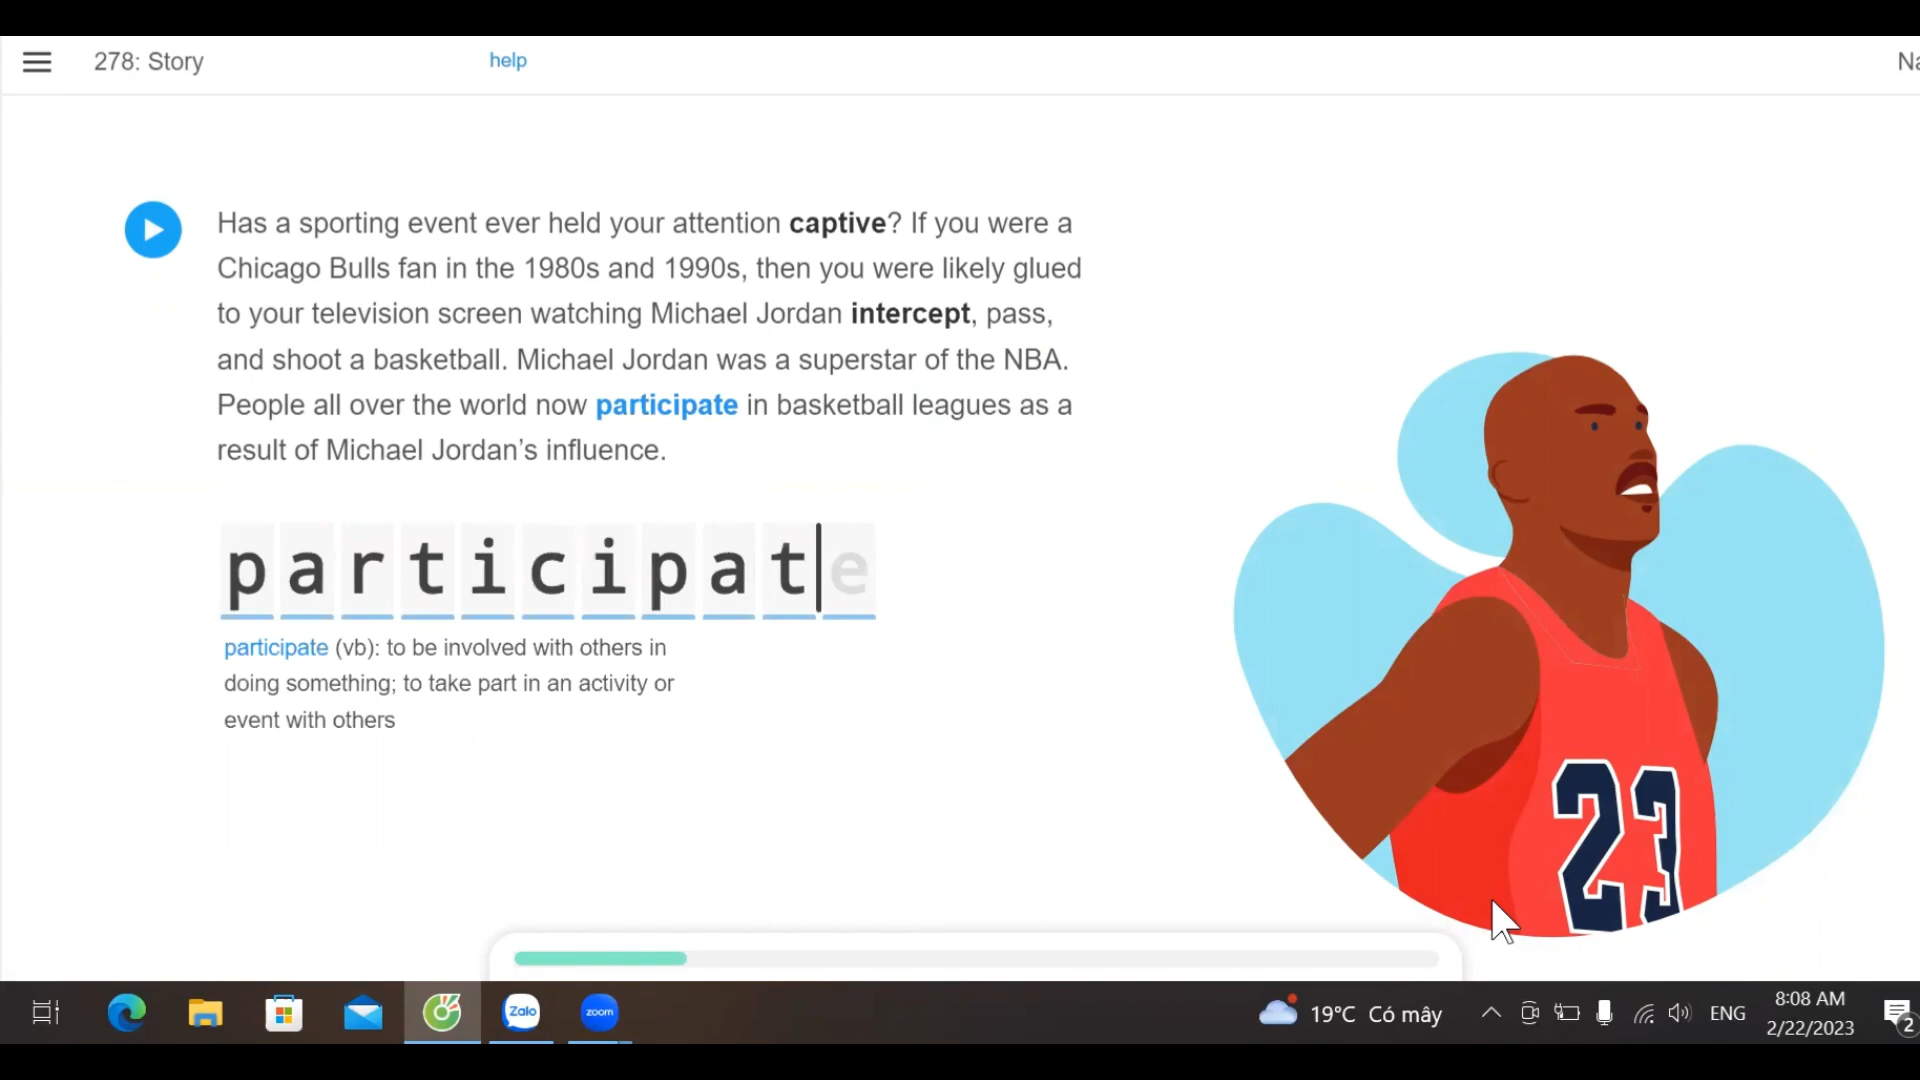 278: Story
help
Na
Has a sporting event ever held your attention captive? If you were a
Chicago Bulls fan in the 1980s and 1990s, then you were likely glued
to your television screen watching Michael Jordan intercept, pass,
and shoot a basketball. Michael Jordan was a superstar of the NBA.
People all over the world now participate in basketball leagues as a
result of Michael Jordan’s influence.
participate
participate (vb): to be involved with others in
doing something; to take part in an activity or
event with others
23
Zalo
zoom
19°C Có mây
ENG
8:08 AM
2/22/2023
2